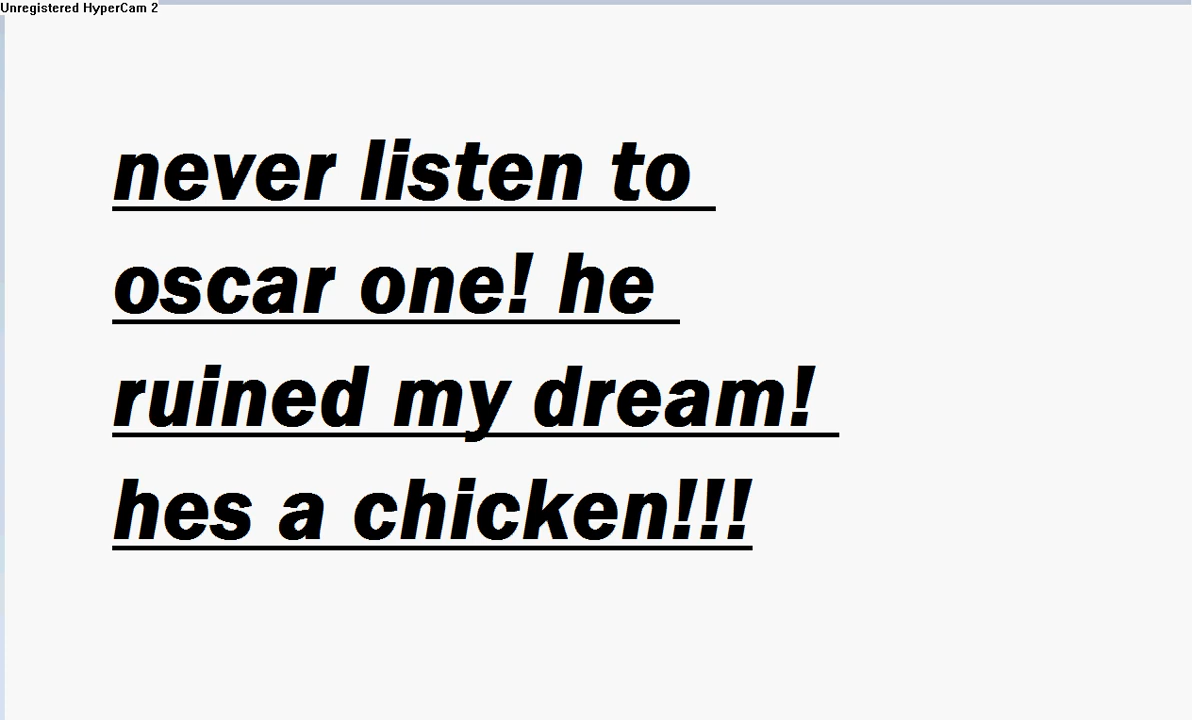 Unregistered HyperCam 2
never listen to
oscar one! he
ruined my dream!
hes a chicken!!!